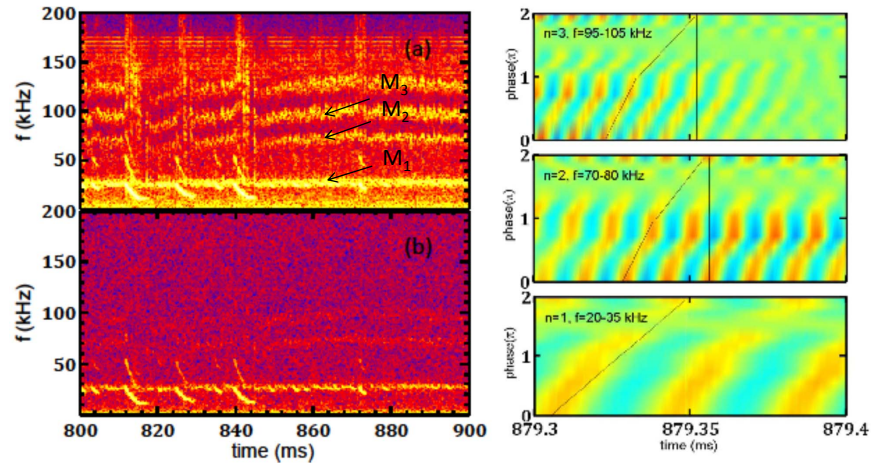 200
150
100
50
f (kHz)
(a)
M3
M2
M1
200
150
100
50
f (kHz)
(b)
800 820 840 860 880 900
time (ms)
2
1
0
phase(π)
n=3, f=95-105 kHz
2
1
0
phase(π)
n=2, f=70-80 kHz
2
1
0
phase(π)
n=1, f=20-35 kHz
879.3 879.35 879.4
time (ms)